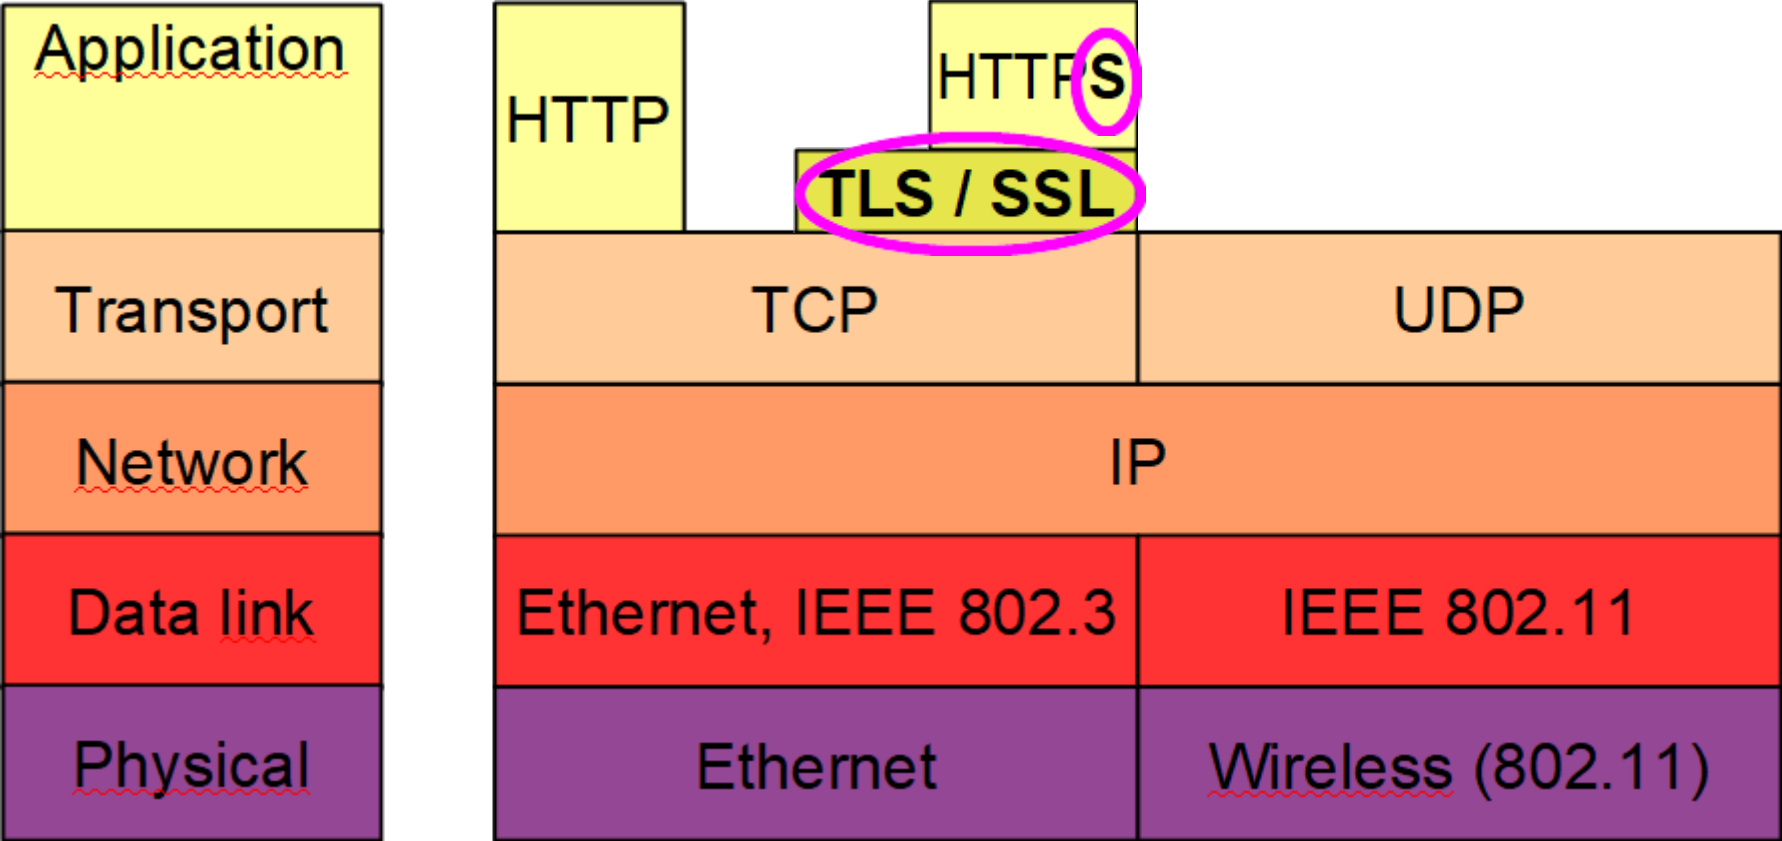 Application
HTTP
HTTPS
TLS / SSL
Transport
TCP
UDP
Network
IP
Data link
Ethernet, IEEE 802.3
IEEE 802.11
Physical
Ethernet
Wireless (802.11)